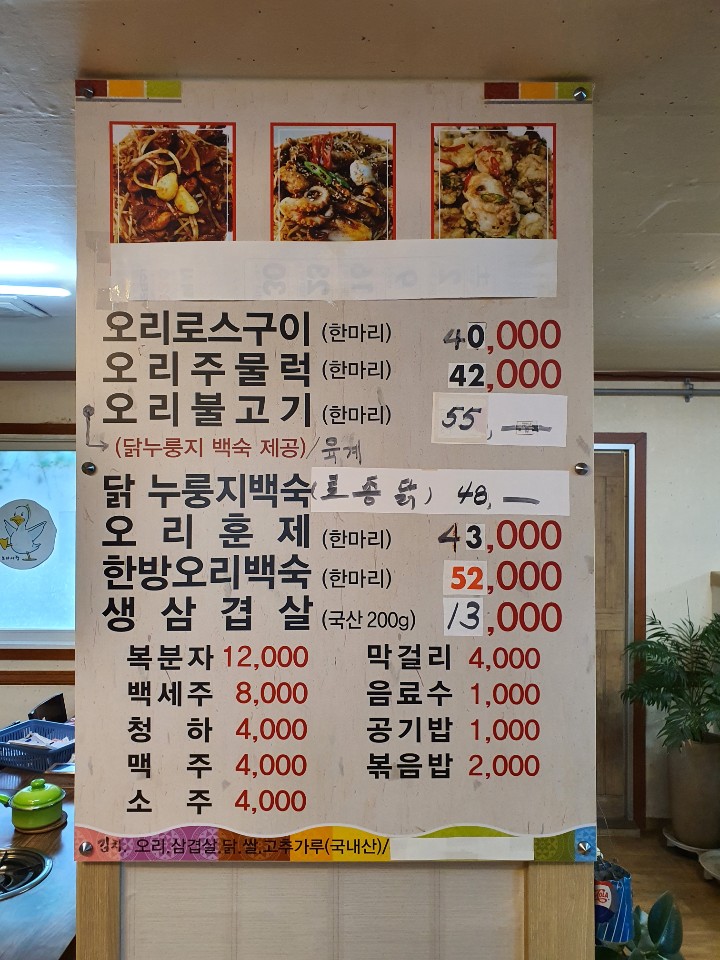 오리로스구이 (한마리) 40,000
오리주물럭 (한마리) 42,000
오리불고기 (한마리) 55,
(닭누룽지 백숙 제공)/육계
닭 누룽지백숙 (토종닭) 48,
오리훈제 (한마리) 43,000
한방오리백숙 (한마리) 52,000
생삼겹살 (국산 200g) 13,000
복분자 12,000 막걸리 4,000
백세주 8,000 음료수 1,000
청하 4,000 공기밥 1,000
맥주 4,000 볶음밥 2,000
소주 4,000
김치 오리.삼겹살.닭.쌀.고추가루(국내산)/